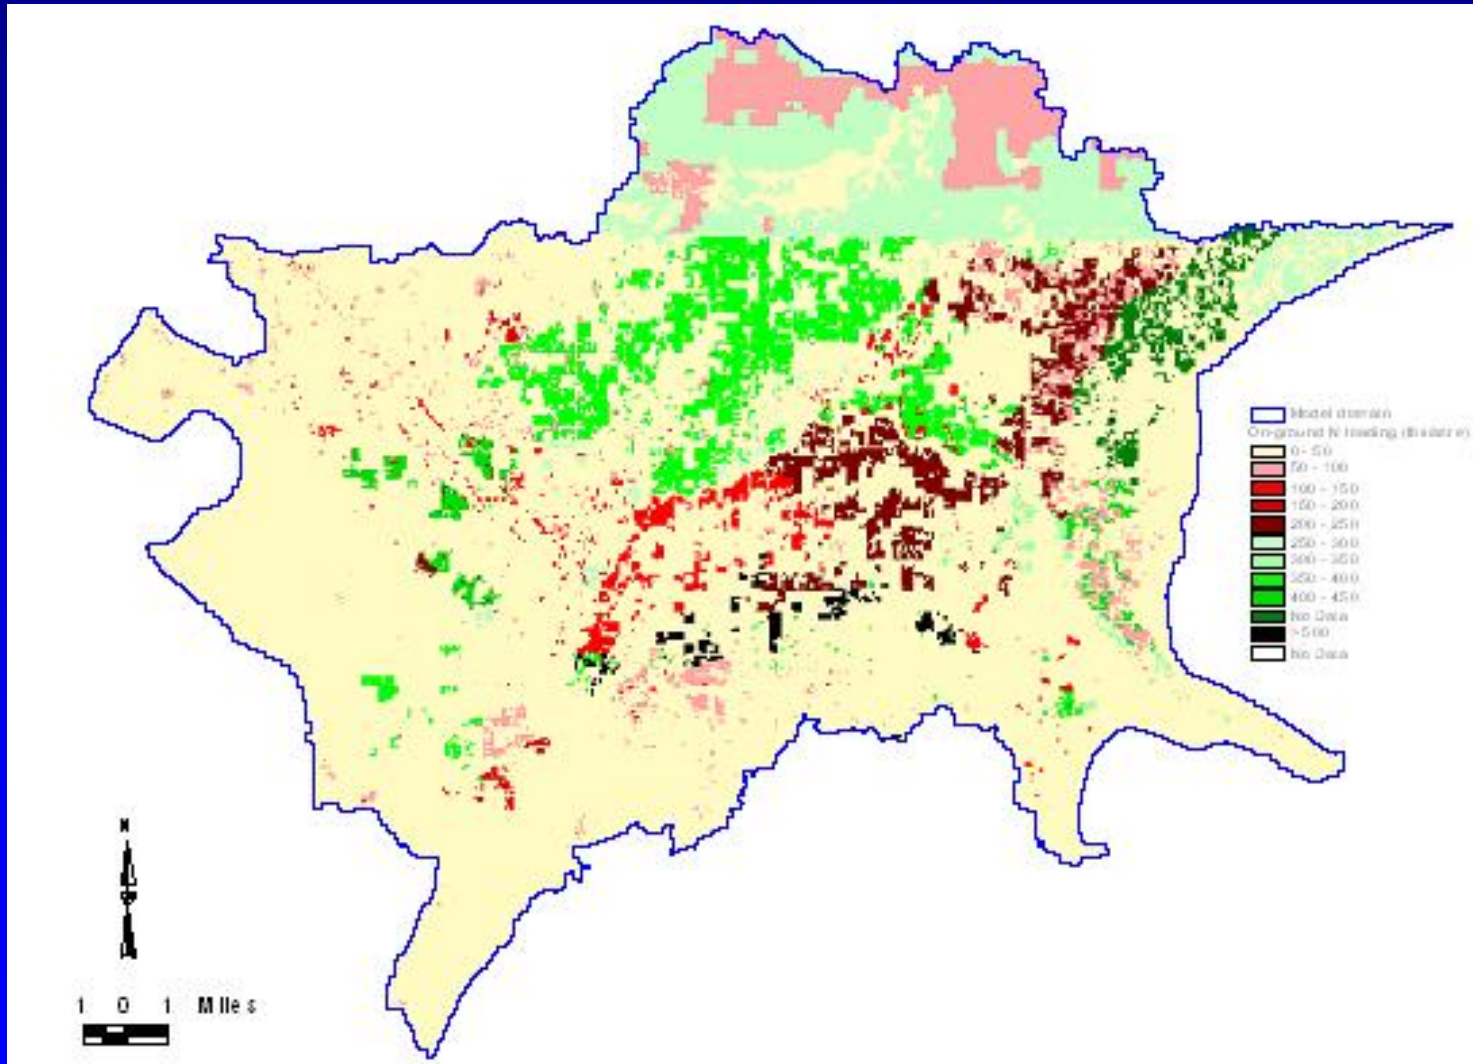 Model domain
On-ground N loading (lbs/acre)
0 - 50
50 - 100
100 - 150
150 - 200
200 - 250
250 - 300
300 - 350
350 - 400
400 - 450
No Data
>500
No Data
N
1 0 1 Miles